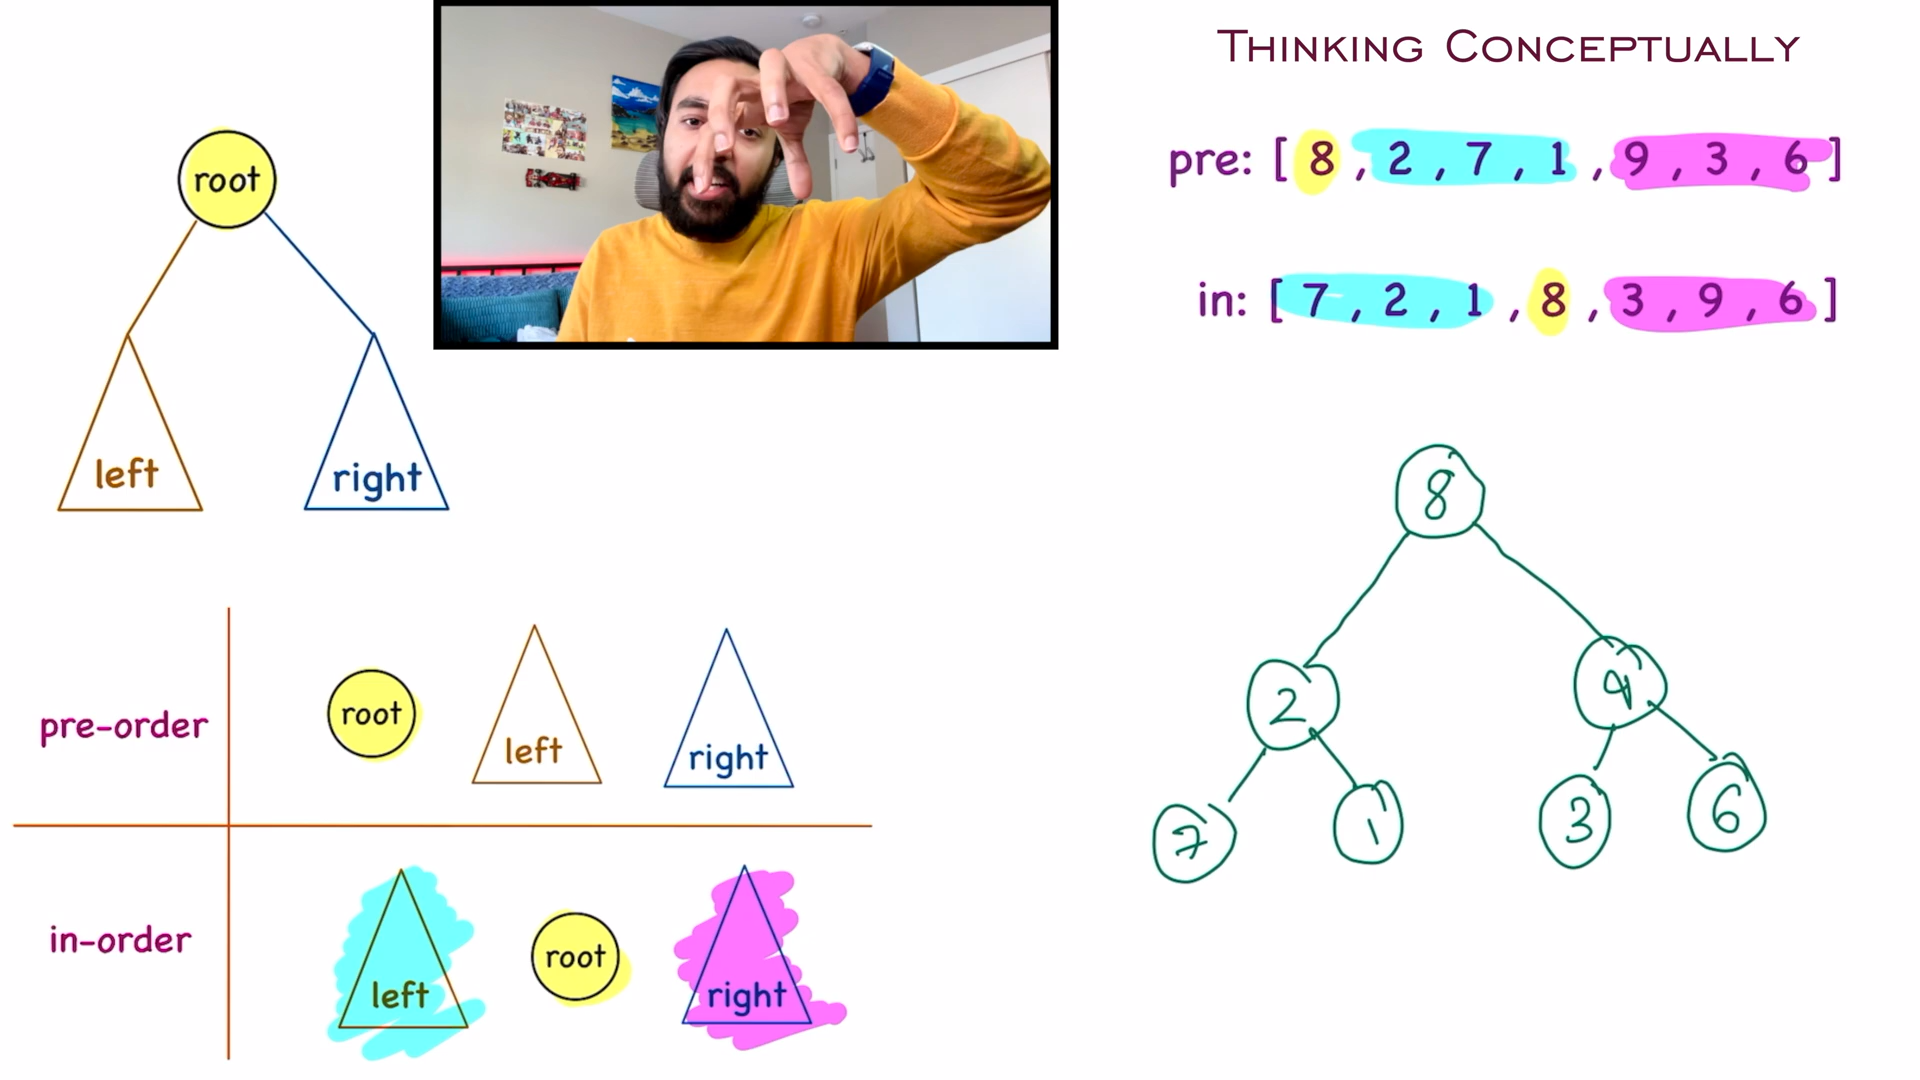 THINKING CONCEPTUALLY
pre: [ 8 , 2 , 7 , 1 , 9 , 3 , 6 ]
in: [ 7 , 2 , 1 , 8 , 3 , 9 , 6 ]
root
left
right
pre-order
root
left
right
in-order
left
root
right
8
2
9
7
1
3
6